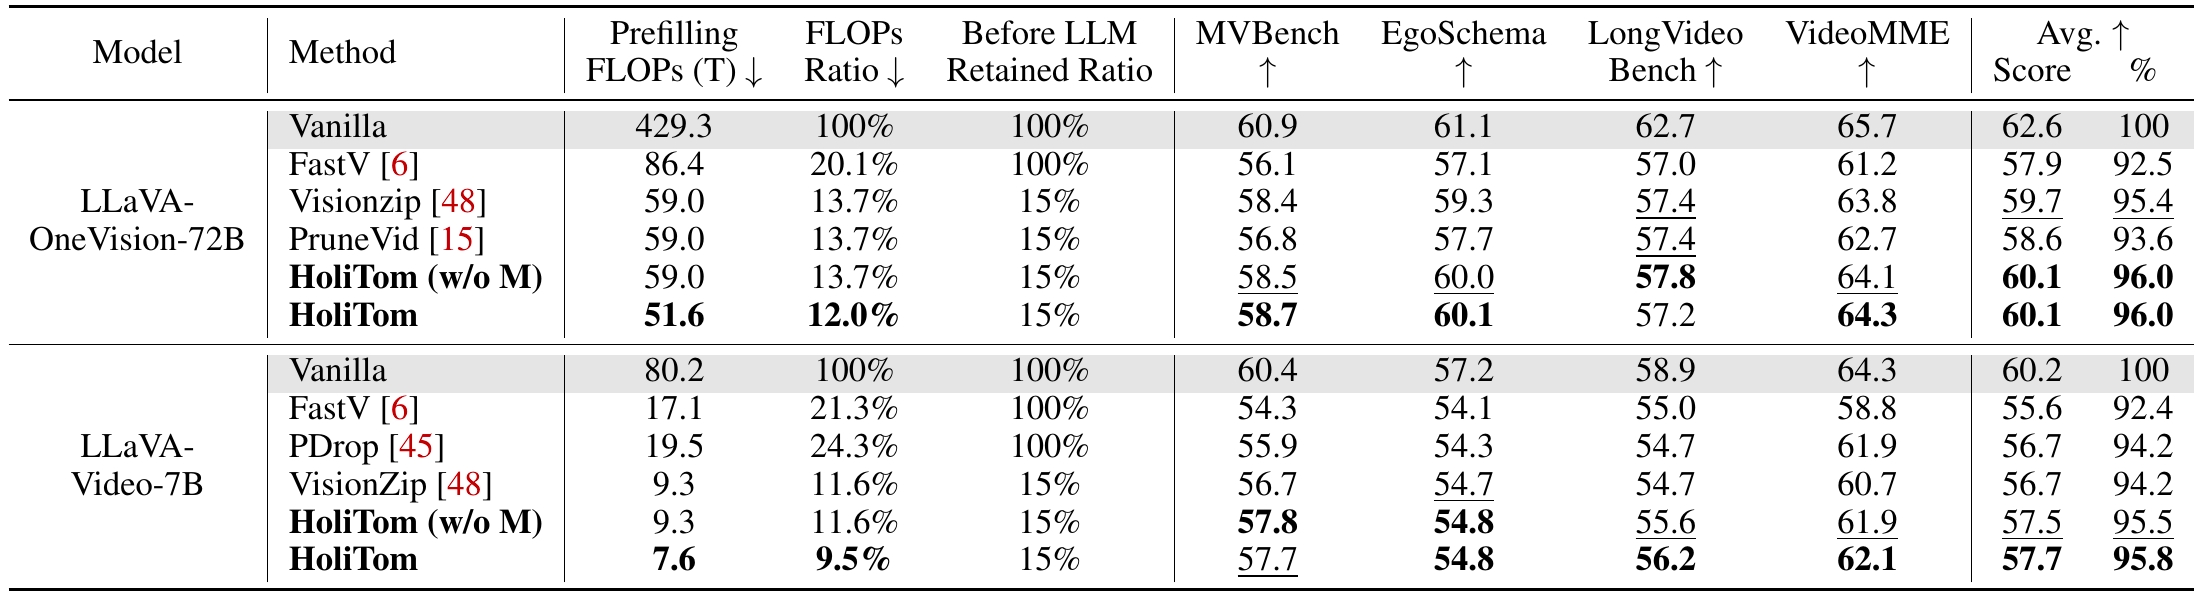 Model Method Prefilling FLOPs (T) ↓ FLOPs Ratio ↓ Before LLM Retained Ratio MVBench ↑ EgoSchema ↑ LongVideo Bench ↑ VideoMME ↑ Avg. ↑ Score %
LLaVA-OneVision-72B
Vanilla 429.3 100% 100% 60.9 61.1 62.7 65.7 62.6 100
FastV [6] 86.4 20.1% 100% 56.1 57.1 57.0 61.2 57.9 92.5
Visionzip [48] 59.0 13.7% 15% 58.4 59.3 57.4 63.8 59.7 95.4
PruneVid [15] 59.0 13.7% 15% 56.8 57.7 57.4 62.7 58.6 93.6
HoliTom (w/o M) 59.0 13.7% 15% 58.5 60.0 57.8 64.1 60.1 96.0
HoliTom 51.6 12.0% 15% 58.7 60.1 57.2 64.3 60.1 96.0
LLaVA-Video-7B
Vanilla 80.2 100% 100% 60.4 57.2 58.9 64.3 60.2 100
FastV [6] 17.1 21.3% 100% 54.3 54.1 55.0 58.8 55.6 92.4
PDrop [45] 19.5 24.3% 100% 55.9 54.3 54.7 61.9 56.7 94.2
VisionZip [48] 9.3 11.6% 15% 56.7 54.7 54.7 60.7 56.7 94.2
HoliTom (w/o M) 9.3 11.6% 15% 57.8 54.8 55.6 61.9 57.5 95.5
HoliTom 7.6 9.5% 15% 57.7 54.8 56.2 62.1 57.7 95.8